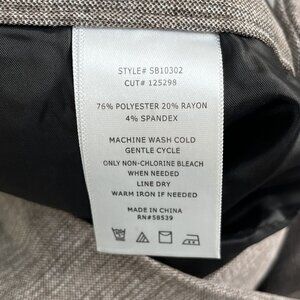 STYLE# SB10302
CUT# 125298
76% POLYESTER 20% RAYON
4% SPANDEX
MACHINE WASH COLD
GENTLE CYCLE
ONLY NON-CHLORINE BLEACH
WHEN NEEDED
LINE DRY
WARM IRON IF NEEDED
MADE IN CHINA
RN#58539